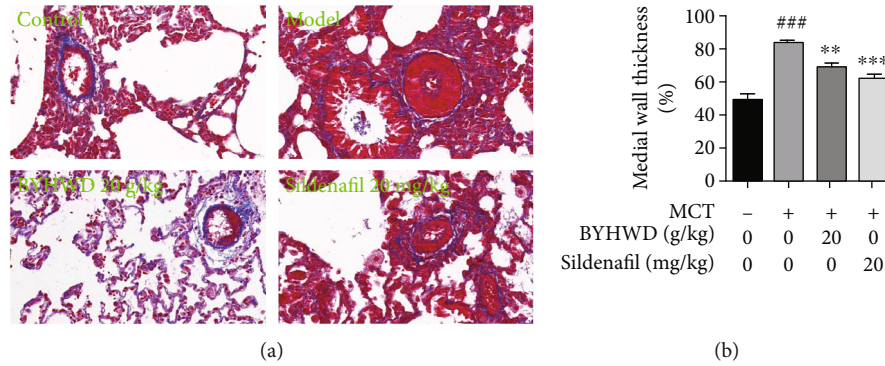 Control
Model
BYHWD 20 g/kg
Sildenafil 20 mg/kg
(a)
Medial wall thickness
(%)
100
80
60
40
20
0
###
**
***
MCT − + + +
BYHWD (g/kg) 0 0 20 0
Sildenafil (mg/kg) 0 0 0 20
(b)